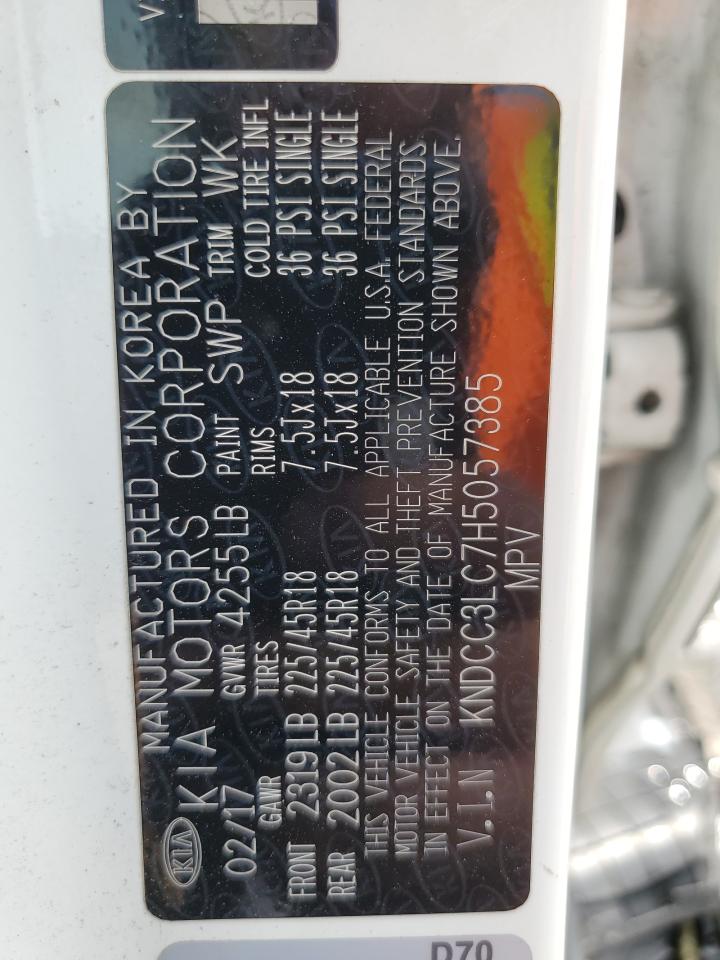 MANUFACTURED IN KOREA BY
KIA KIA MOTORS CORPORATION
02/17 GVWR 4255LB PAINT SWP TRIM WK
GAWR TIRES RIMS COLD TIRE INFL
FRONT 2319LB 225/45R18 7.5Jx18 36 PSI SINGLE
REAR 2002LB 225/45R18 7.5Jx18 36 PSI SINGLE
THIS VEHICLE CONFORMS TO ALL APPLICABLE U.S.A. FEDERAL
MOTOR VEHICLE SAFETY AND THEFT PREVENTION STANDARDS
IN EFFECT ON THE DATE OF MANUFACTURE SHOWN ABOVE.
V.I.N KNDCC3LC7H5057385
MPV
D70